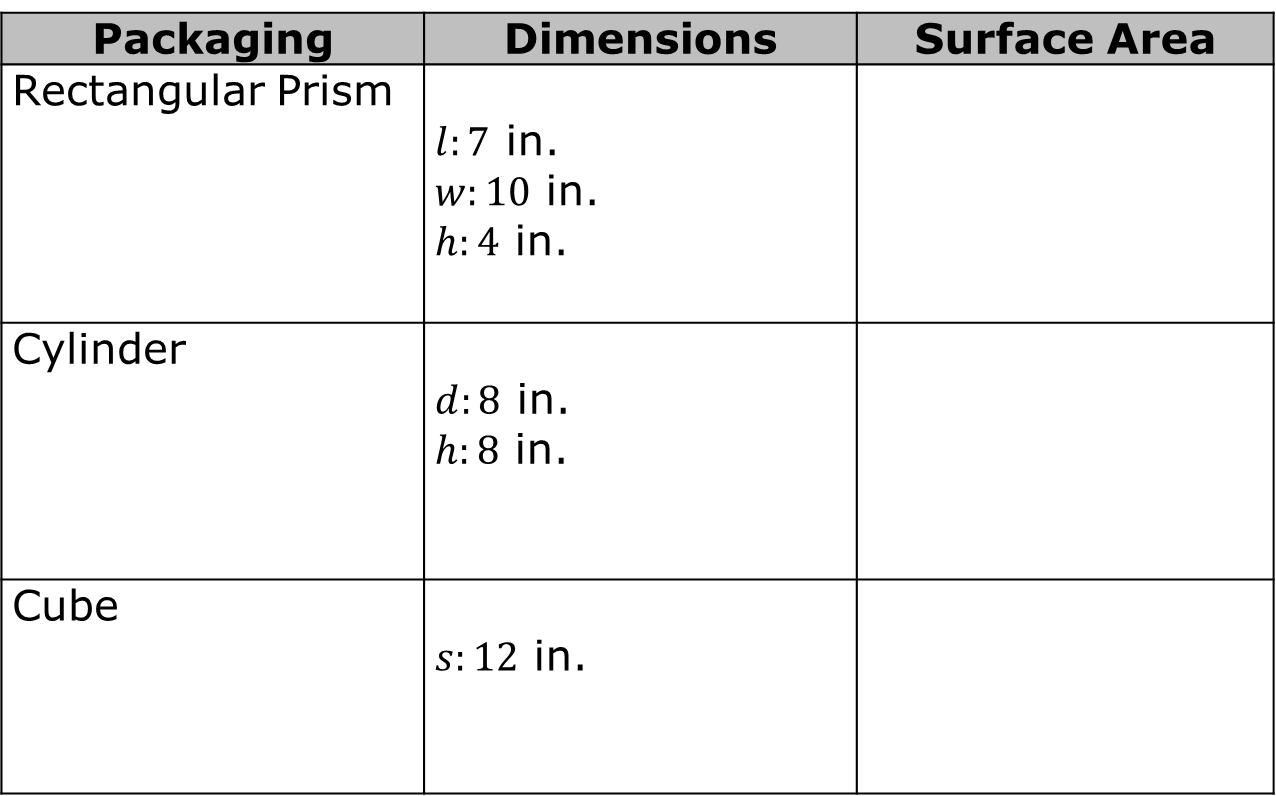 Packaging Dimensions Surface Area
Rectangular Prism
l: 7 in.
w: 10 in.
h: 4 in.
Cylinder
d: 8 in.
h: 8 in.
Cube
s: 12 in.